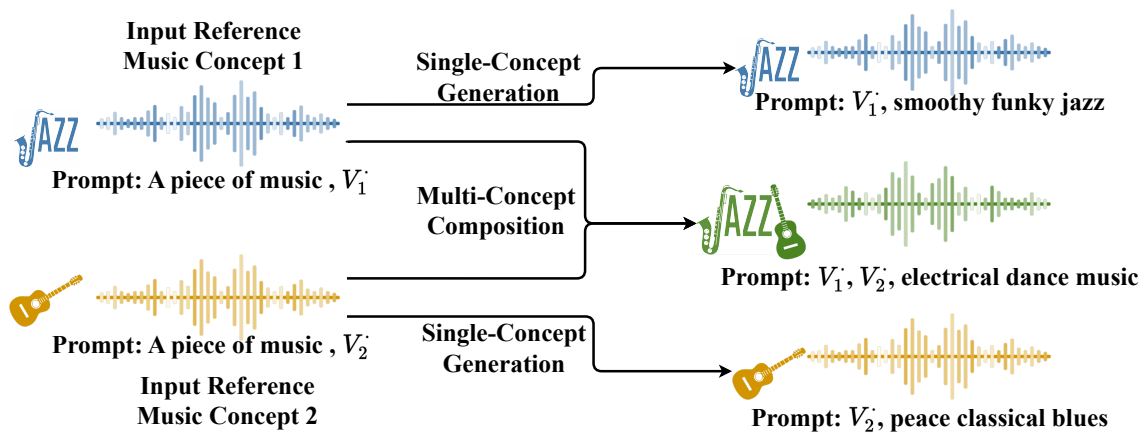 Input Reference
Music Concept 1
JAZZ
Prompt: A piece of music , V₁˙
Single-Concept
Generation
JAZZ
Prompt: V₁˙, smoothy funky jazz
Multi-Concept
Composition
JAZZ
Prompt: V₁˙, V₂˙, electrical dance music
Prompt: A piece of music , V₂˙
Input Reference
Music Concept 2
Single-Concept
Generation
Prompt: V₂˙, peace classical blues